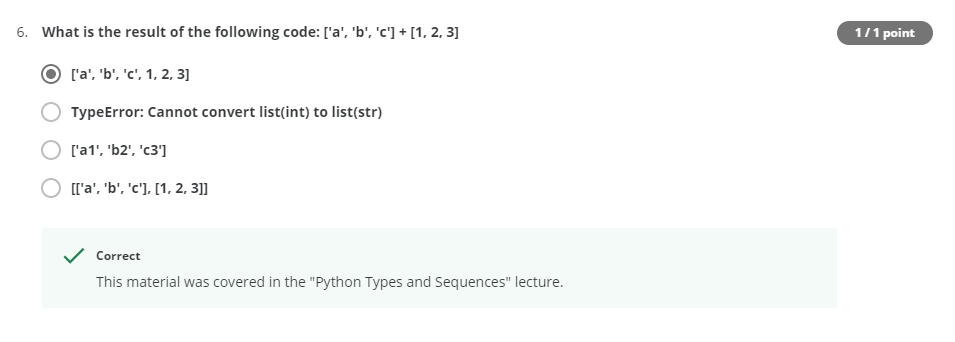 6. What is the result of the following code: ['a', 'b', 'c'] + [1, 2, 3]
1 / 1 point
['a', 'b', 'c', 1, 2, 3]
TypeError: Cannot convert list(int) to list(str)
['a1', 'b2', 'c3']
[['a', 'b', 'c'], [1, 2, 3]]
Correct
This material was covered in the "Python Types and Sequences" lecture.